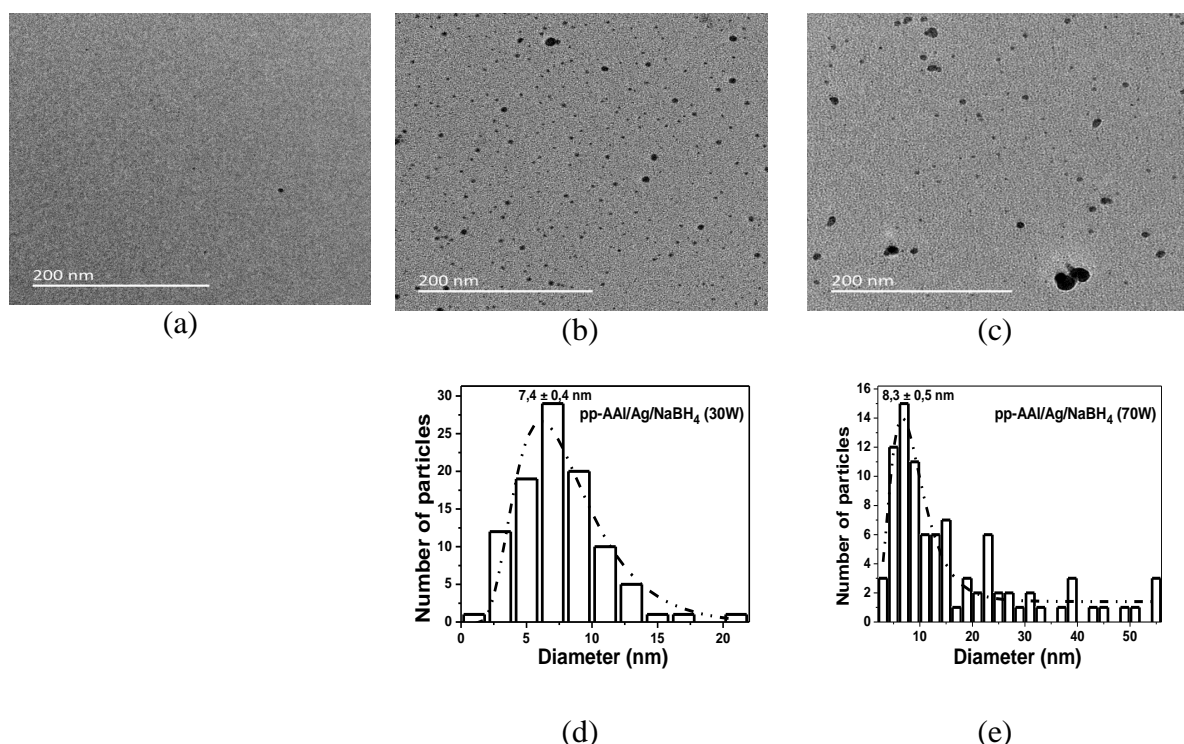 200 nm
200 nm
200 nm
(a)
(b)
(c)
7,4 ± 0,4 nm
pp-AAl/Ag/NaBH₄ (30W)
Number of particles
30
25
20
15
10
5
0
0 5 10 15 20
Diameter (nm)
8,3 ± 0,5 nm
pp-AAl/Ag/NaBH₄ (70W)
Number of particles
16
14
12
10
8
6
4
2
0
10 20 30 40 50
Diameter (nm)
(d)
(e)